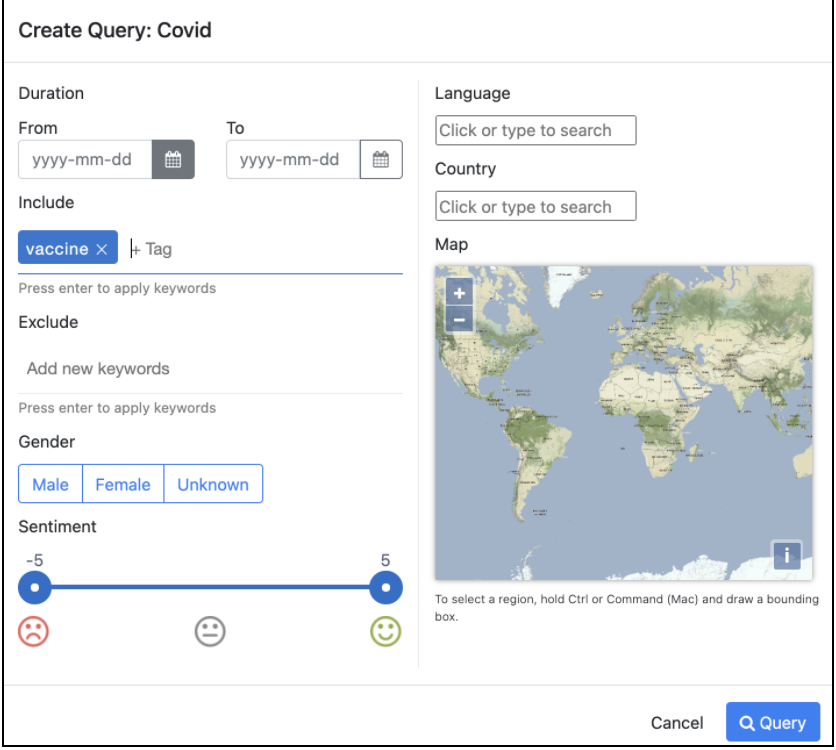 Create Query: Covid
Duration
From To
yyyy-mm-dd yyyy-mm-dd
Include
vaccine × + Tag
Press enter to apply keywords
Exclude
Add new keywords
Press enter to apply keywords
Gender
Male Female Unknown
Sentiment
-5 5
Language
Click or type to search
Country
Click or type to search
Map
+
−
i
To select a region, hold Ctrl or Command (Mac) and draw a bounding
box.
Cancel Query